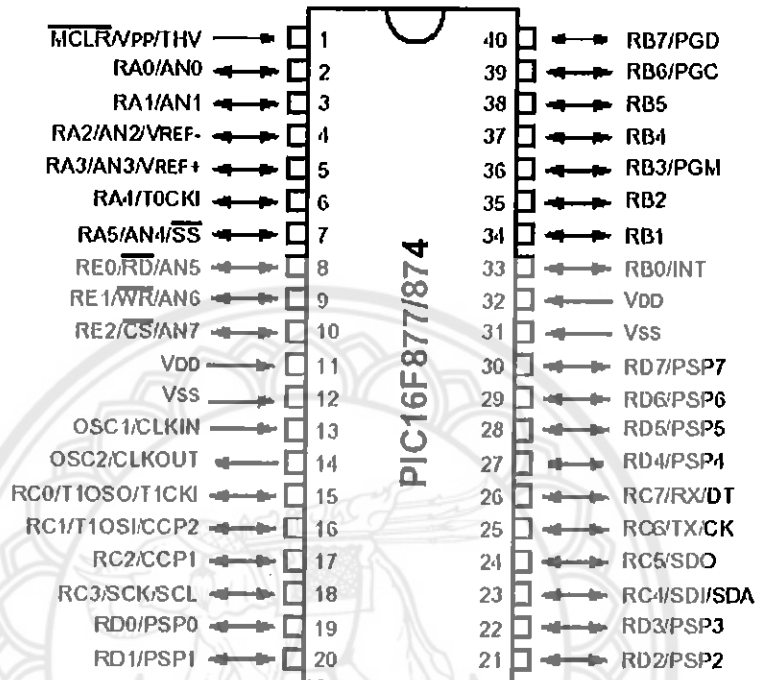 M̅C̅L̅R̅/VPP/THV 1 40 RB7/PGD
RA0/AN0 2 39 RB6/PGC
RA1/AN1 3 38 RB5
RA2/AN2/VREF- 4 37 RB4
RA3/AN3/VREF+ 5 36 RB3/PGM
RA4/T0CKI 6 35 RB2
RA5/AN4/S̅S̅ 7 34 RB1
RE0/R̅D̅/AN5 8 33 RB0/INT
RE1/W̅R̅/AN6 9 32 VDD
RE2/C̅S̅/AN7 10 31 VSS
VDD 11 30 RD7/PSP7
VSS 12 29 RD6/PSP6
OSC1/CLKIN 13 28 RD5/PSP5
OSC2/CLKOUT 14 27 RD4/PSP4
RC0/T1OSO/T1CKI 15 26 RC7/RX/DT
RC1/T1OSI/CCP2 16 25 RC6/TX/CK
RC2/CCP1 17 24 RC5/SDO
RC3/SCK/SCL 18 23 RC4/SDI/SDA
RD0/PSP0 19 22 RD3/PSP3
RD1/PSP1 20 21 RD2/PSP2
PIC16F877/874